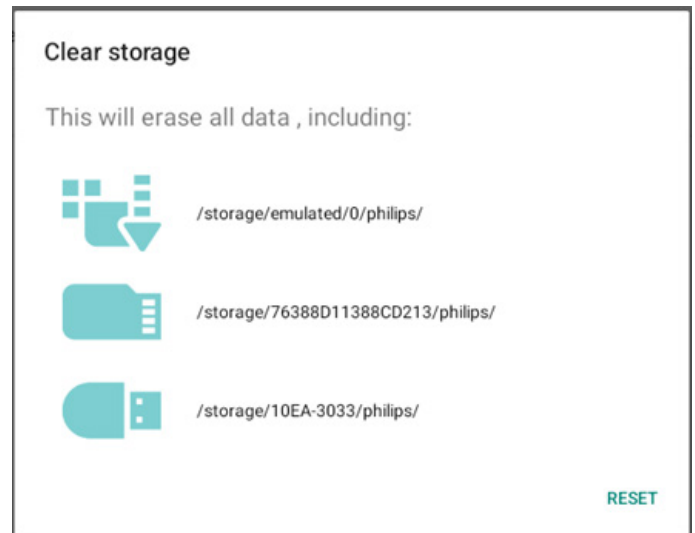 Clear storage
This will erase all data , including:
/storage/emulated/0/philips/
/storage/76388D11388CD213/philips/
/storage/10EA-3033/philips/
RESET